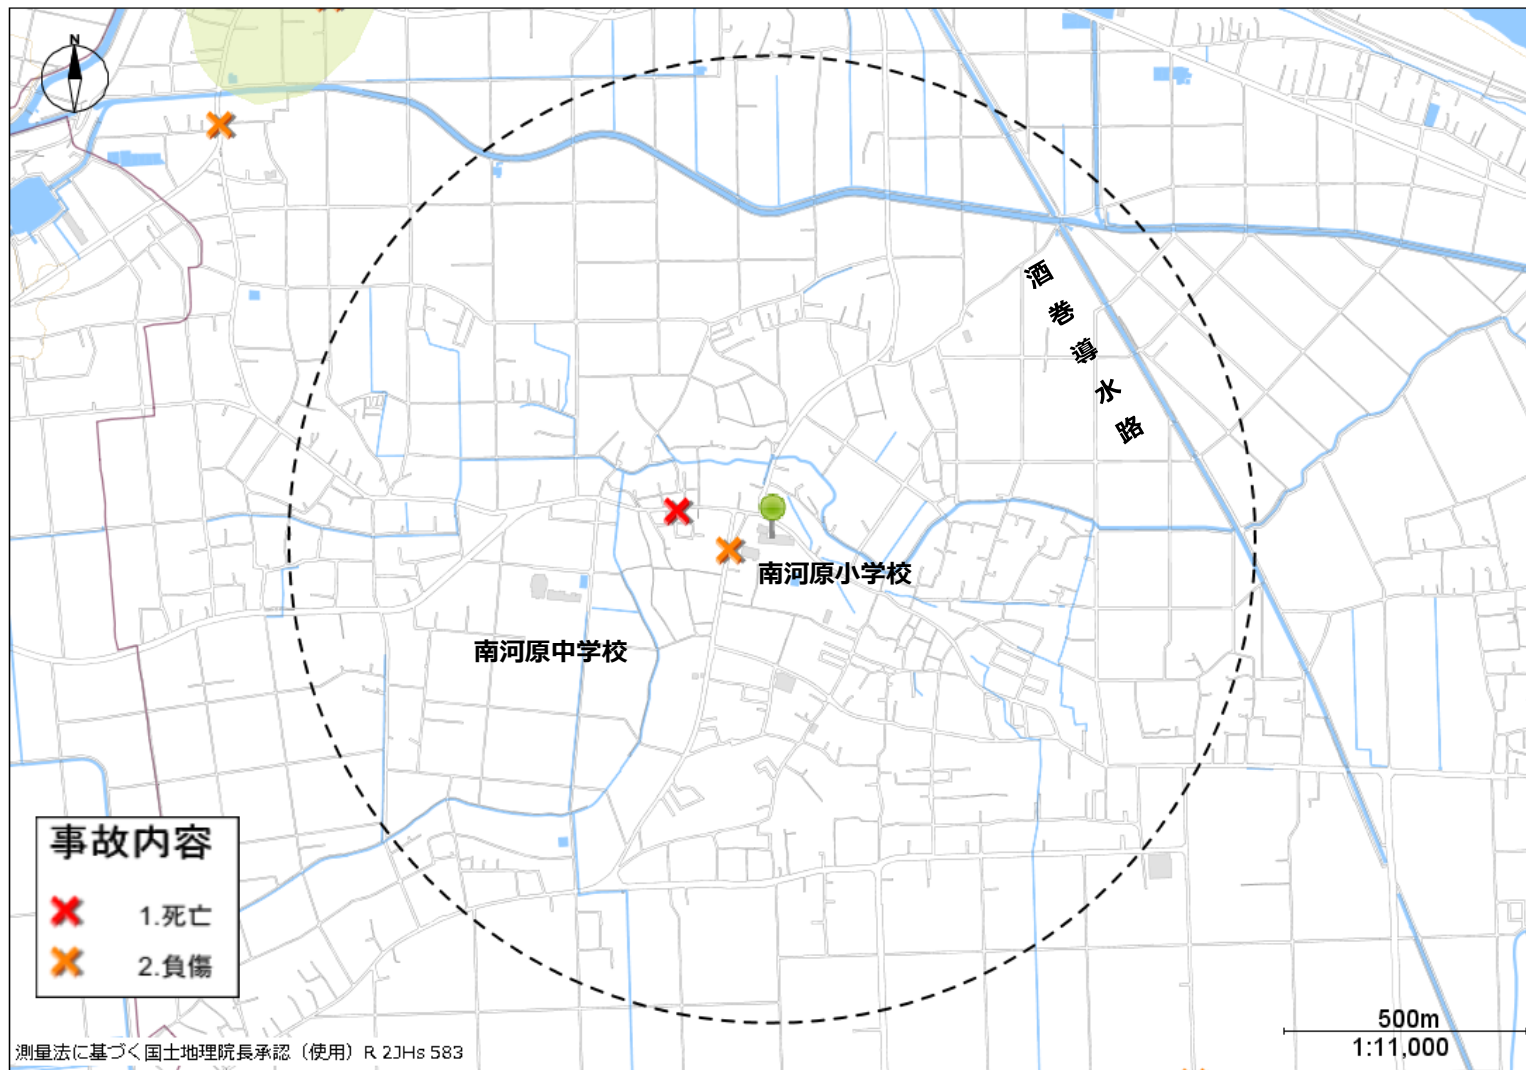 N
酒巻導水路
南河原小学校
南河原中学校
事故内容
1.死亡
2.負傷
500m
1:11,000
測量法に基づく国土地理院長承認（使用）R 2JHs 583